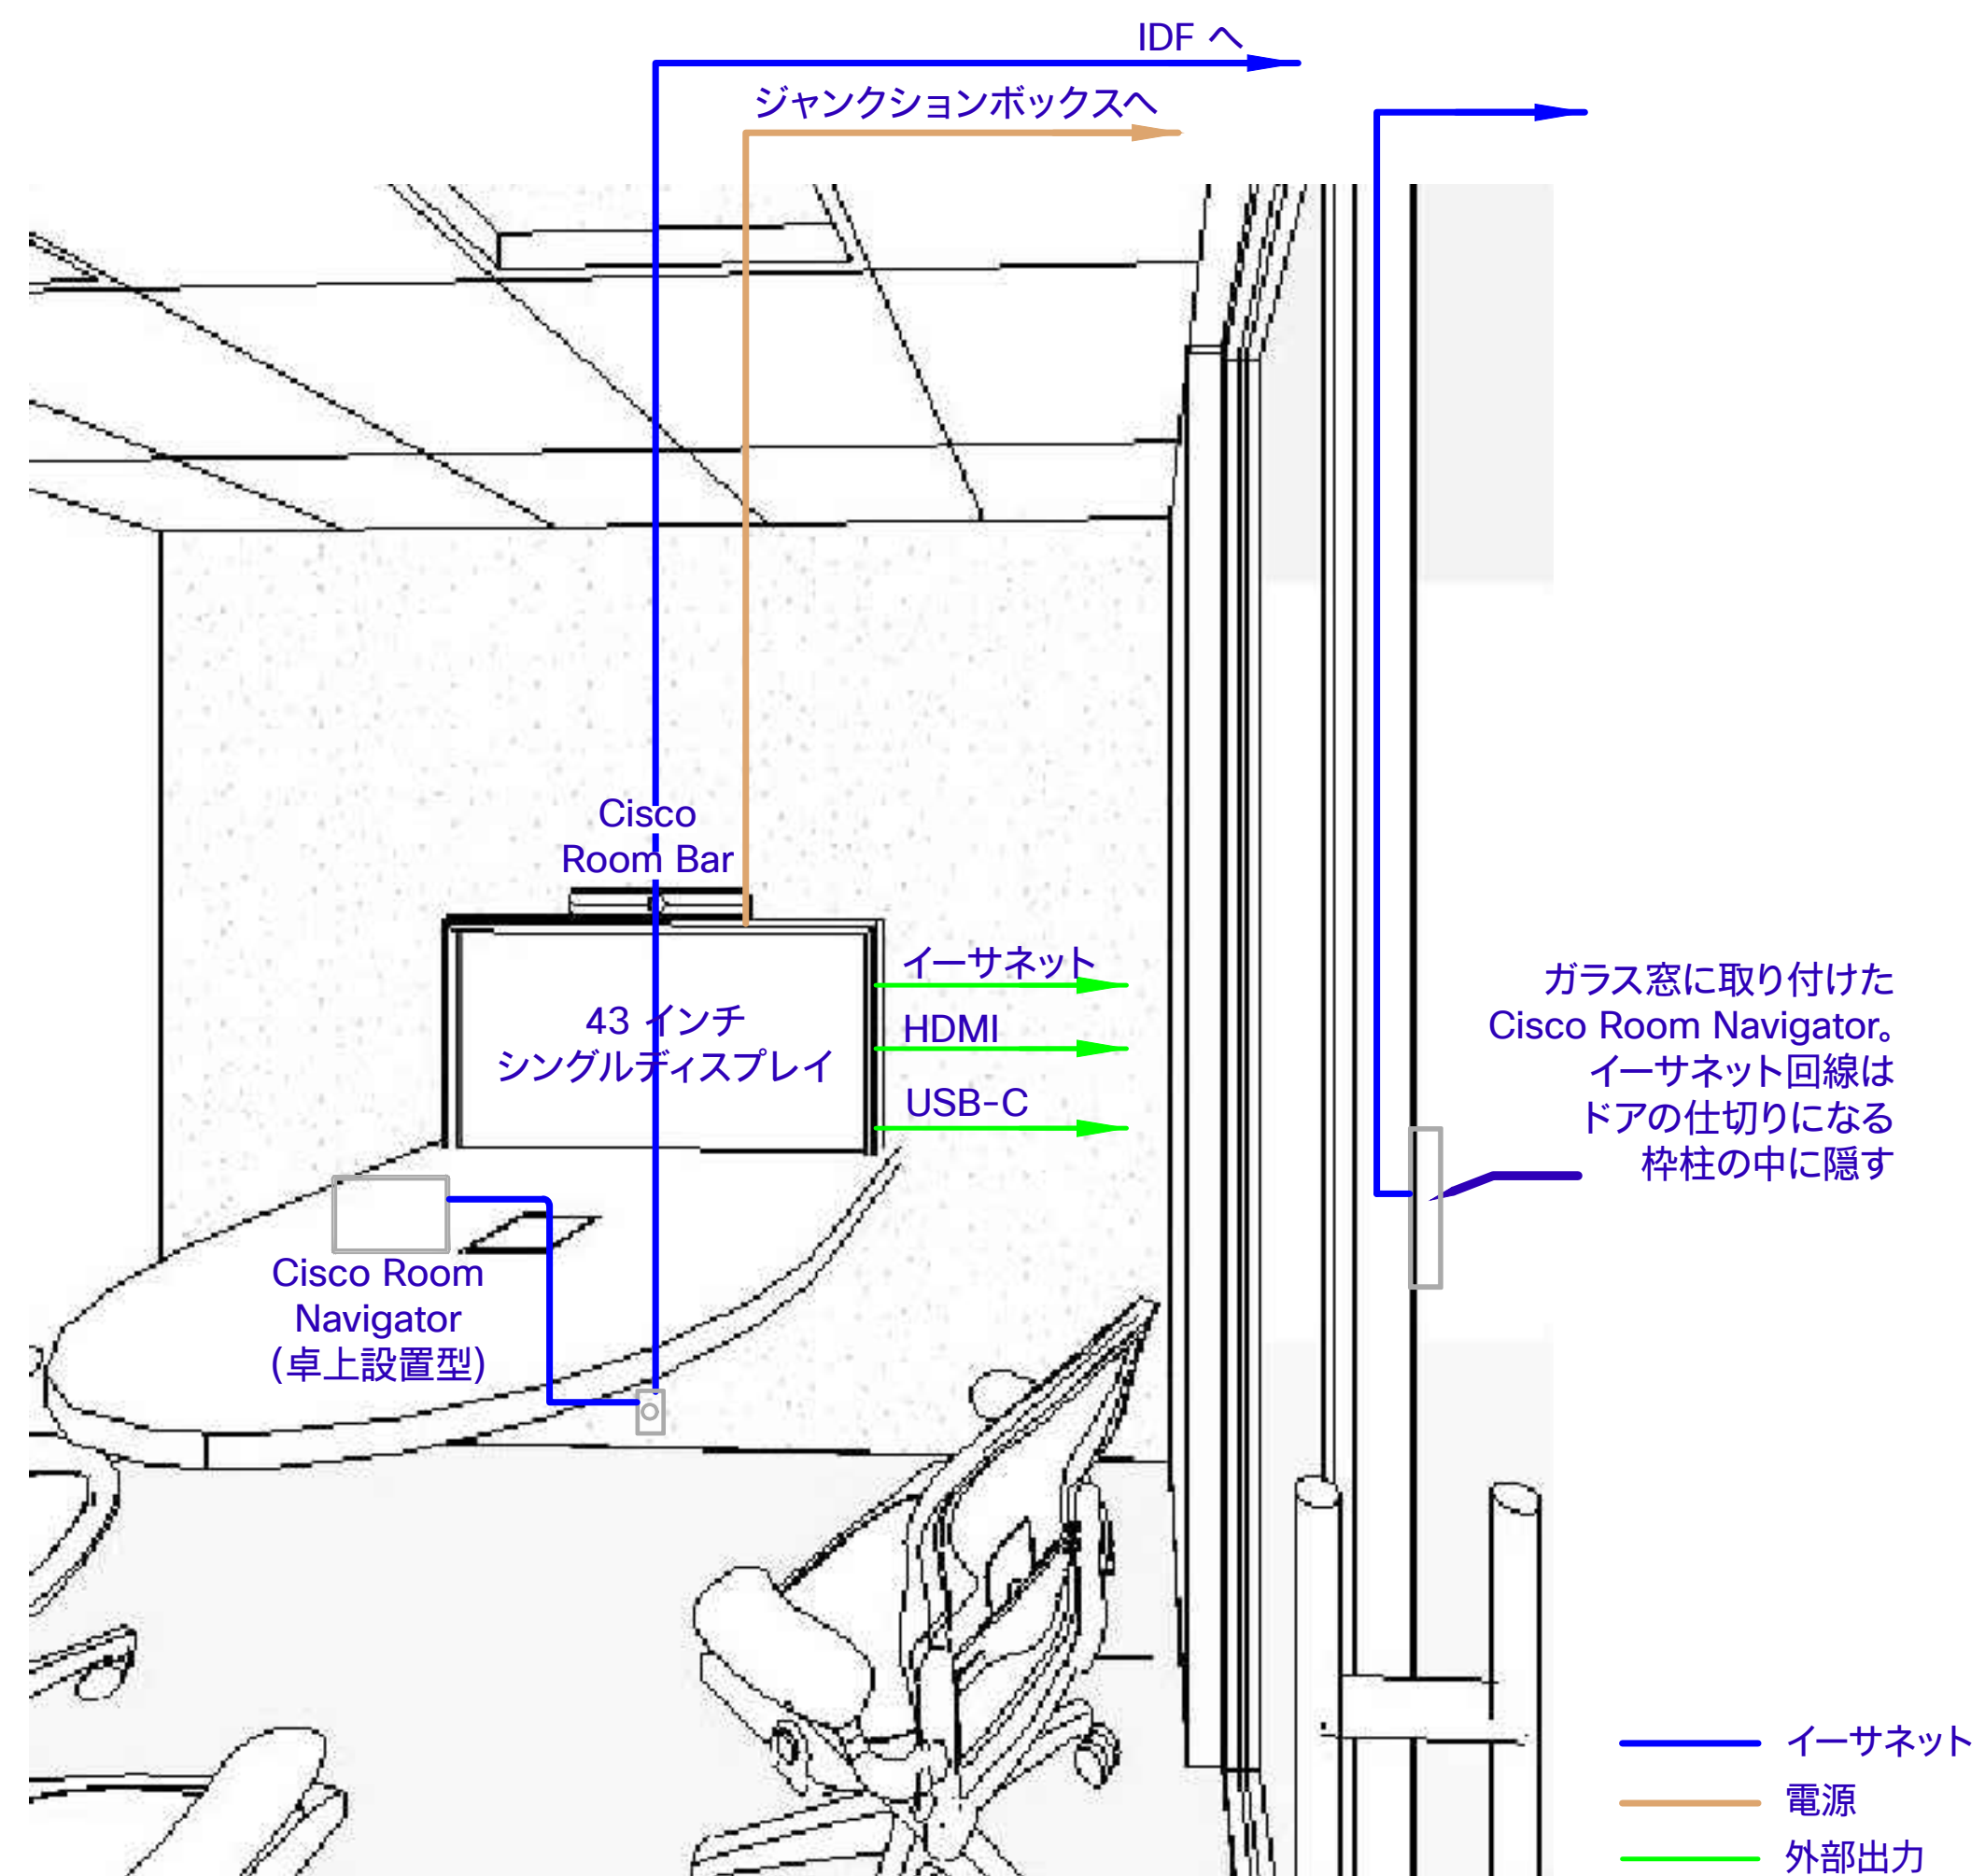 IDF へ
ジャンクションボックスへ
Cisco
Room Bar
イーサネット
HDMI
USB-C
43 インチ
シングルディスプレイ
ガラス窓に取り付けた
Cisco Room Navigator。
イーサネット回線は
ドアの仕切りになる
枠柱の中に隠す
Cisco Room
Navigator
(卓上設置型)
イーサネット
電源
外部出力